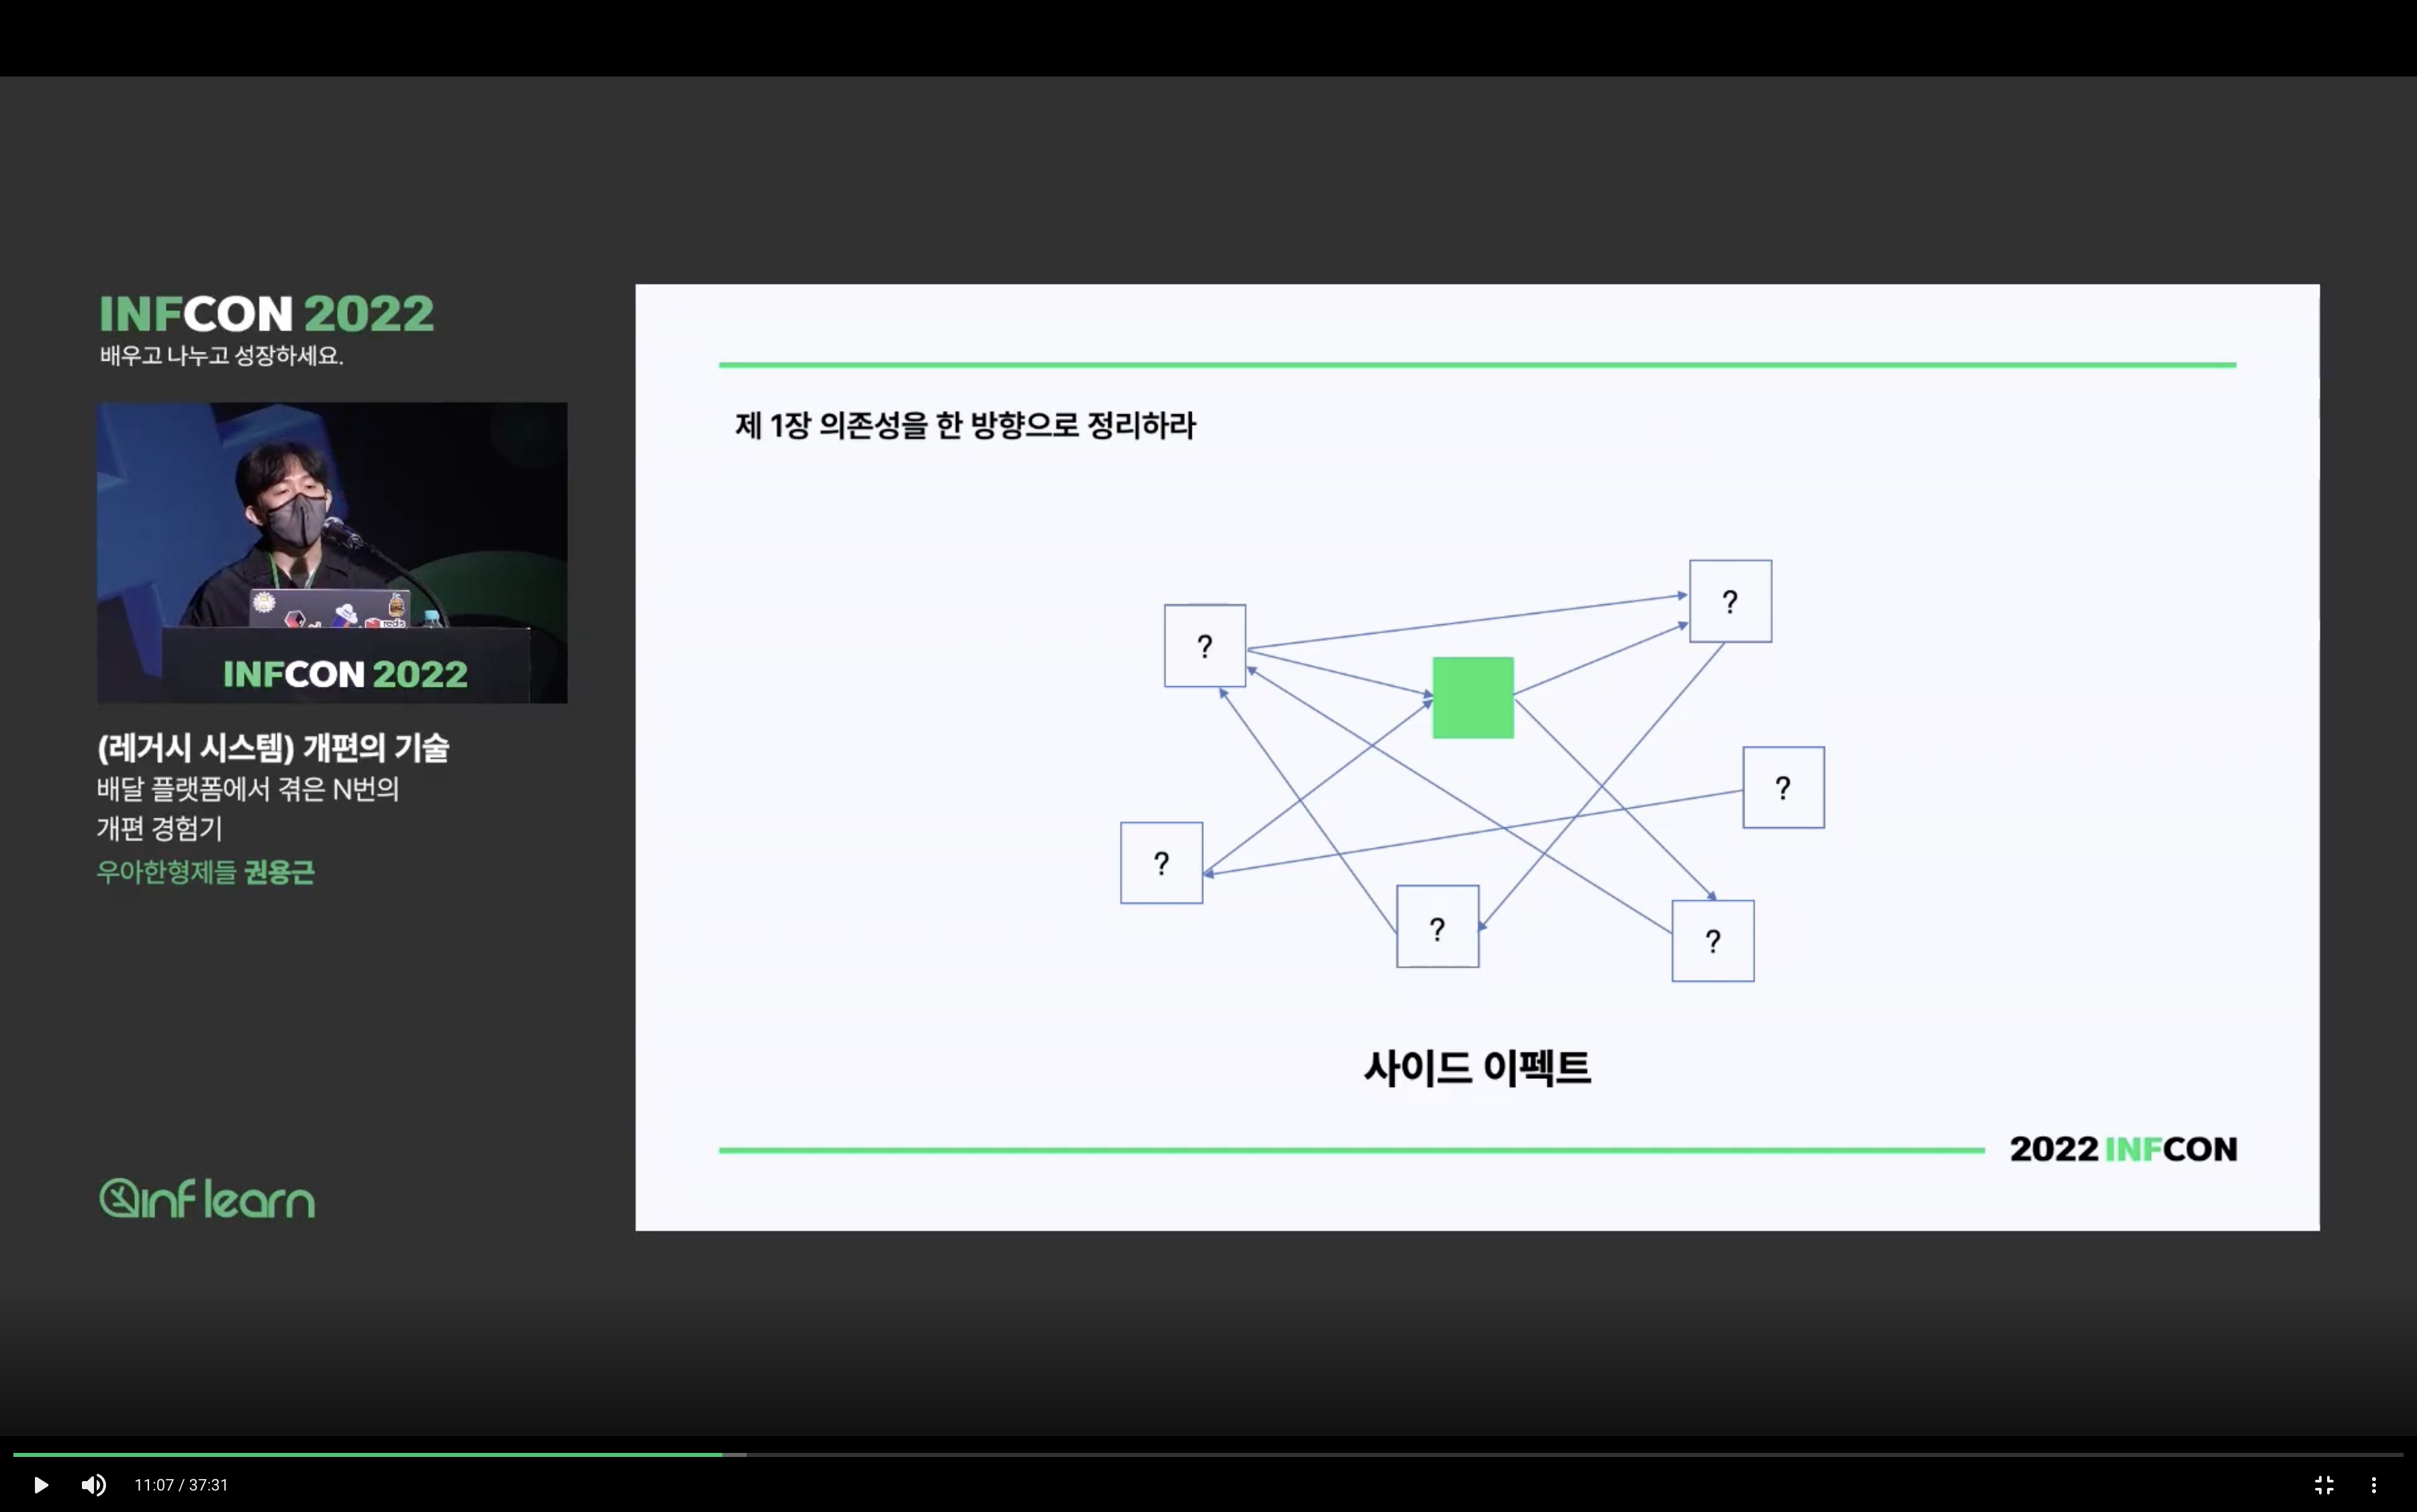 INFCON 2022
배우고 나누고 성장하세요.
redis
INFCON 2022
(레거시 시스템) 개편의 기술
배달 플랫폼에서 겪은 N번의
개편 경험기
우아한형제들 권용근
inflearn
제 1장 의존성을 한 방향으로 정리하라
?
?
?
?
?
?
사이드 이펙트
2022 INFCON
11:07 / 37:31